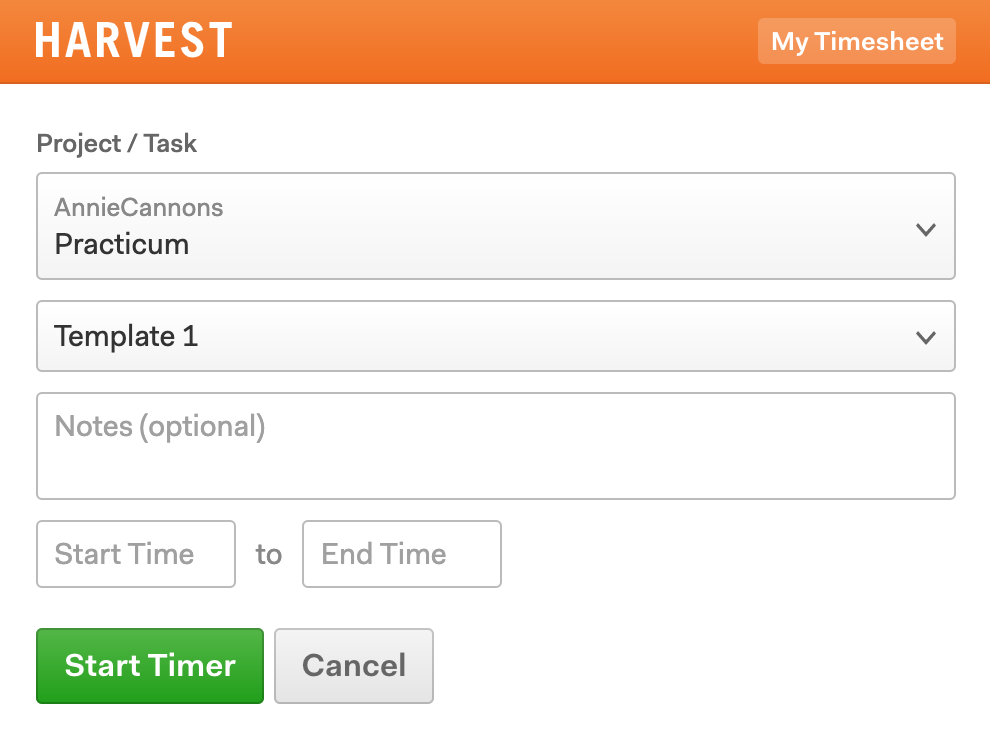 HARVEST
My Timesheet
Project / Task
AnnieCannons
Practicum
Template 1
Notes (optional)
Start Time to End Time
Start Timer Cancel